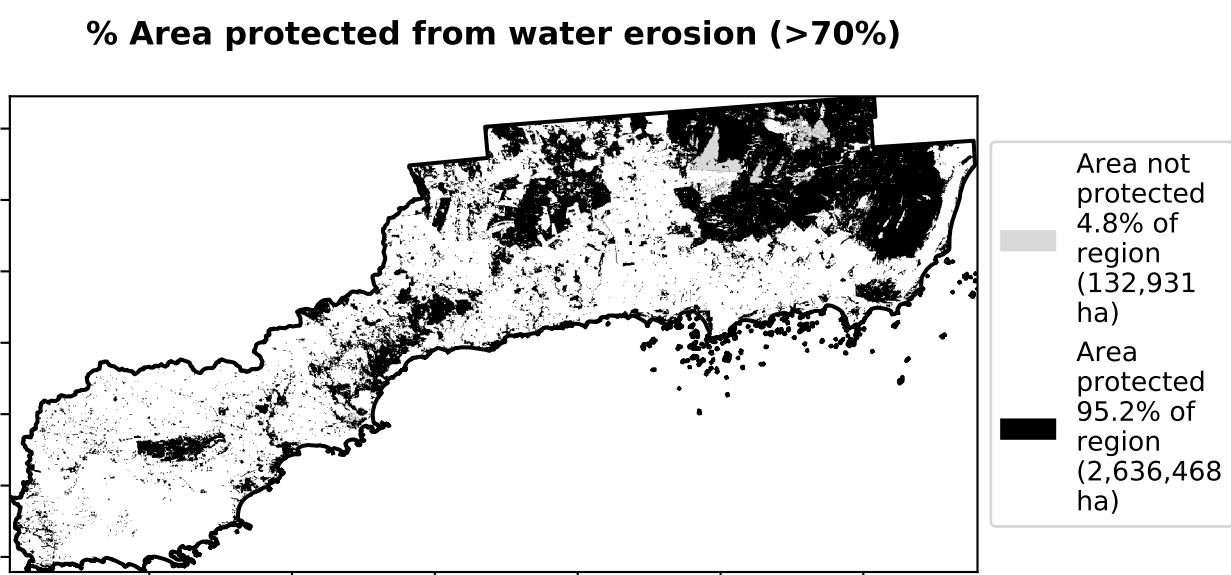 % Area protected from water erosion (>70%)
Area not
protected
4.8% of
region
(132,931
ha)
Area
protected
95.2% of
region
(2,636,468
ha)